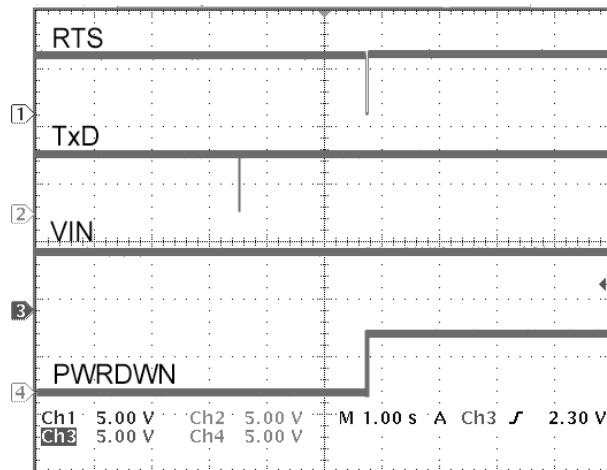 RTS
1
TxD
2
VIN
3
PWRDWN
4
Ch1 5.00 V Ch2 5.00 V M 1.00 s A Ch3 ʃ 2.30 V
Ch3 5.00 V Ch4 5.00 V